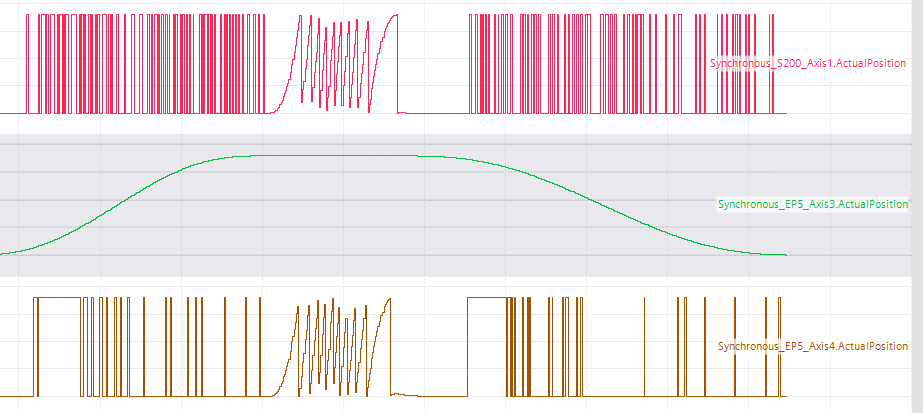 Synchronous_S200_Axis1.ActualPosition
Synchronous_EP5_Axis3.ActualPosition
Synchronous_EP5_Axis4.ActualPosition